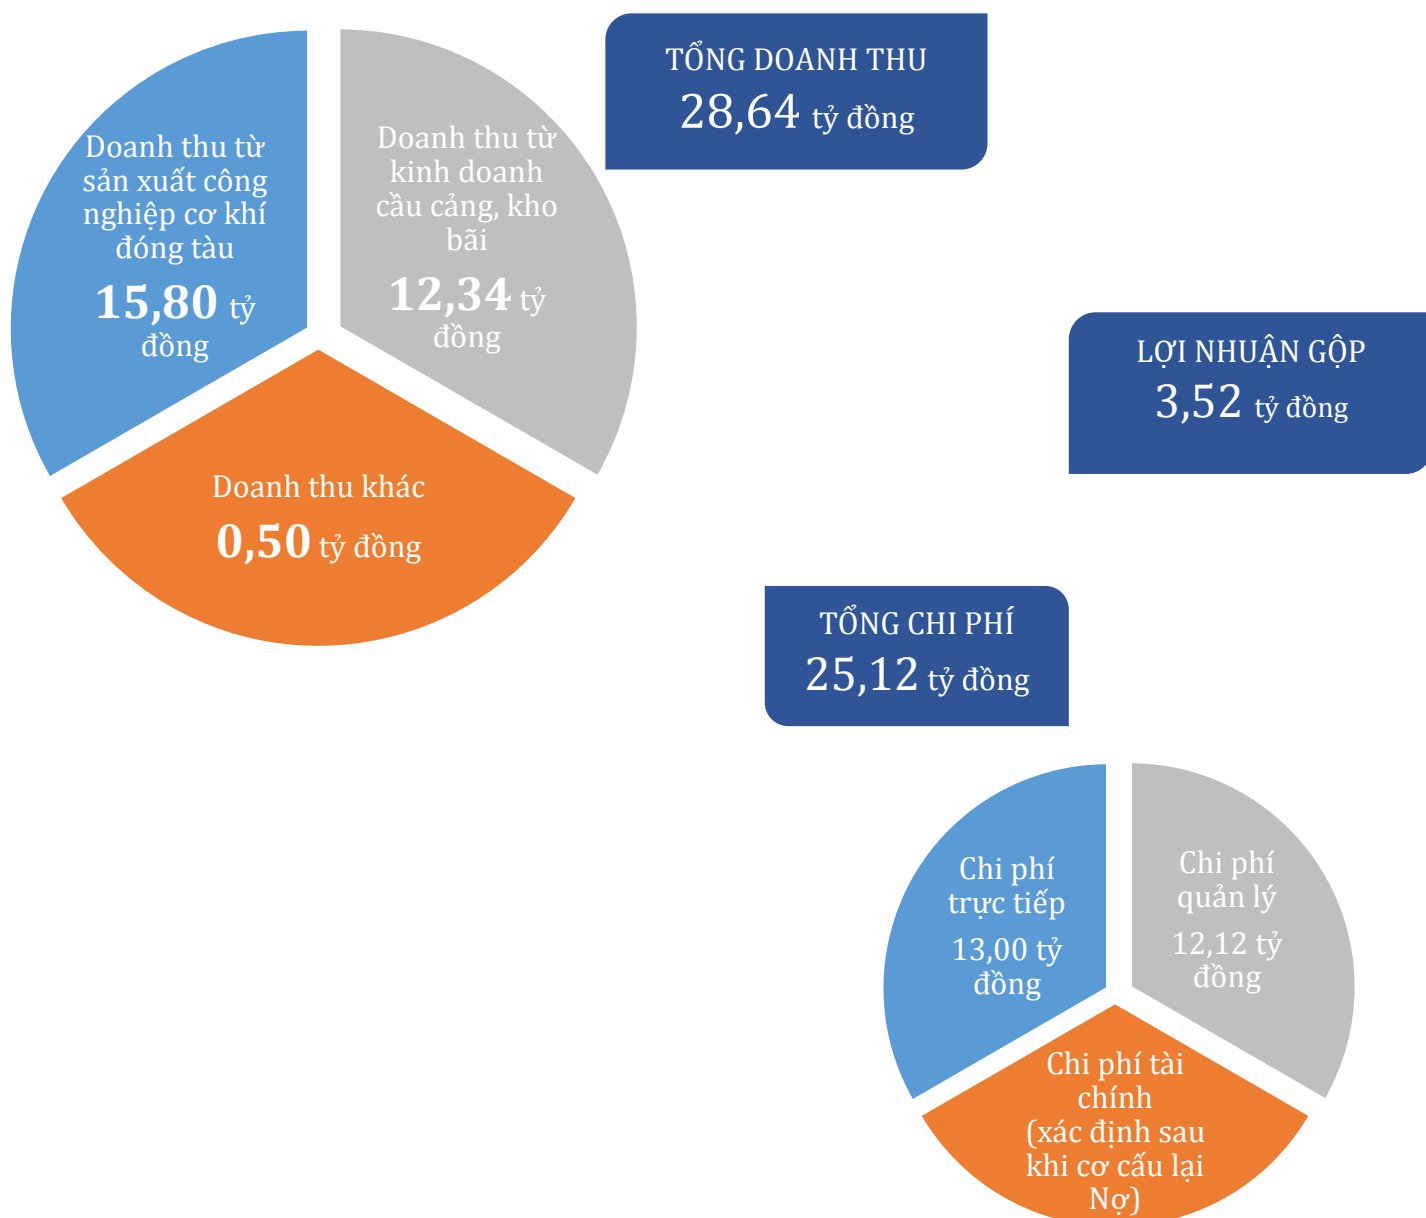 TỔNG DOANH THU
28,64 tỷ đồng
Doanh thu từ
sản xuất công
nghiệp cơ khí
đóng tàu
15,80 tỷ
đồng
Doanh thu từ
kinh doanh
cầu cảng, kho
bãi
12,34 tỷ
đồng
Doanh thu khác
0,50 tỷ đồng
LỢI NHUẬN GỘP
3,52 tỷ đồng
TỔNG CHI PHÍ
25,12 tỷ đồng
Chi phí
trực tiếp
13,00 tỷ
đồng
Chi phí
quản lý
12,12 tỷ
đồng
Chi phí tài
chính
(xác định sau
khi cơ cấu lại
Nợ)